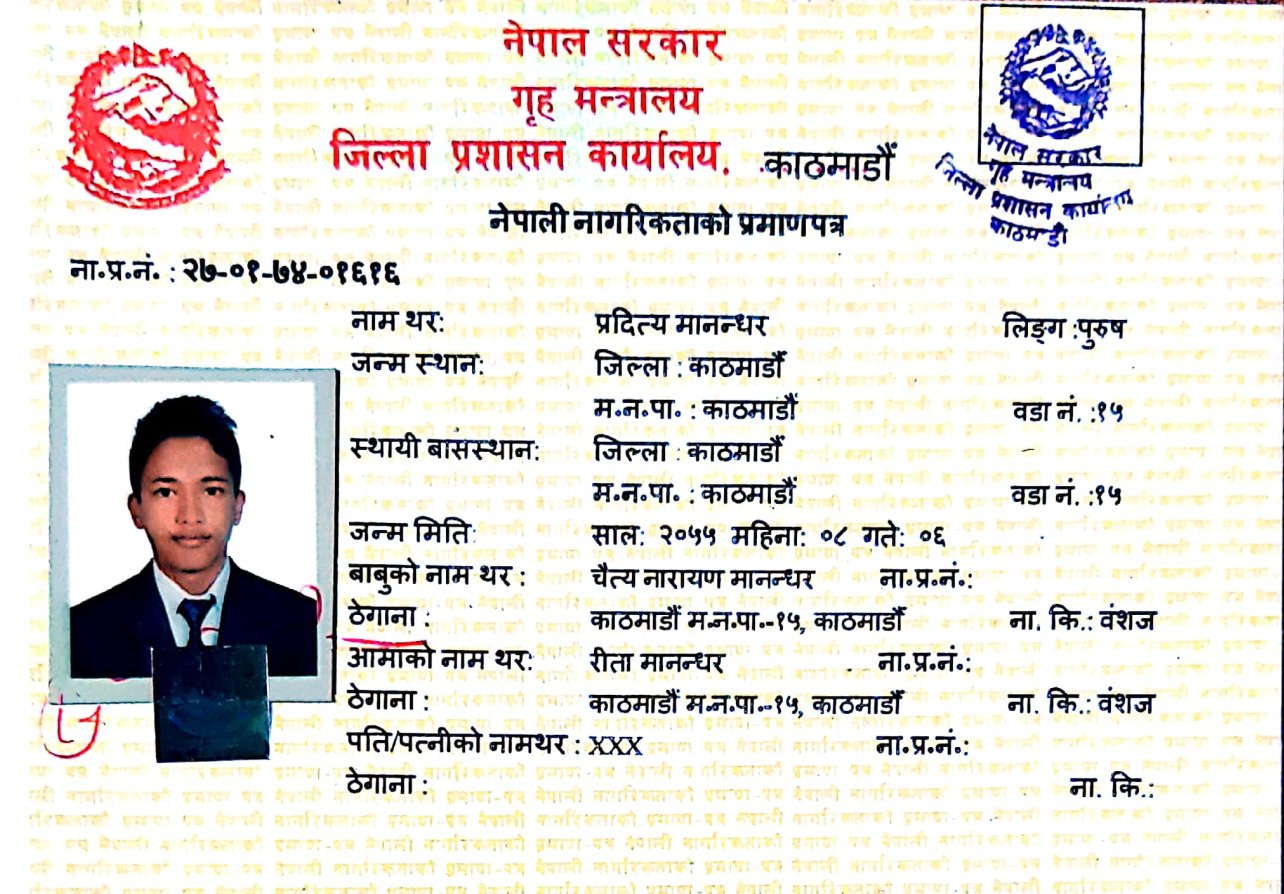 नेपाल सरकार
गृह मन्त्रालय
जिल्ला प्रशासन कार्यालय, काठमाडौं
नेपाल सरकार
गृह मन्त्रालय
जिल्ला प्रशासन कार्यालय
काठमाडौं
नेपाली नागरिकताको प्रमाणपत्र
ना॰प्र॰नं॰ : २७-०१-७४-०१६१६
नाम थर: प्रदित्य मानन्धर लिङ्ग :पुरुष
जन्म स्थान: जिल्ला : काठमाडौं
म॰न॰पा॰ : काठमाडौं वडा नं. :१५
स्थायी बासस्थान: जिल्ला : काठमाडौं
म॰न॰पा॰ : काठमाडौं वडा नं. :१५
जन्म मिति: साल: २०५५ महिना: ०८ गते: ०६
बाबुको नाम थर : चैत्य नारायण मानन्धर ना॰प्र॰नं॰:
ठेगाना : काठमाडौं म॰न॰पा॰-१५, काठमाडौं ना. कि.: वंशज
आमाको नाम थर: रीता मानन्धर ना॰प्र॰नं॰:
ठेगाना : काठमाडौं म॰न॰पा॰-१५, काठमाडौं ना. कि.: वंशज
पति/पत्नीको नामथर : XXX ना॰प्र॰नं॰:
ठेगाना : ना. कि.: